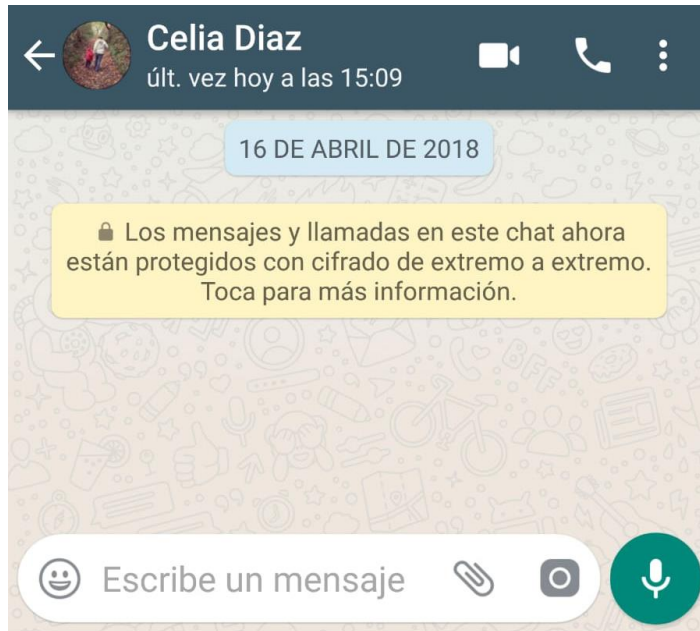 Celia Diaz
últ. vez hoy a las 15:09
16 DE ABRIL DE 2018
Los mensajes y llamadas en este chat ahora
están protegidos con cifrado de extremo a extremo.
Toca para más información.
BFF
Escribe un mensaje